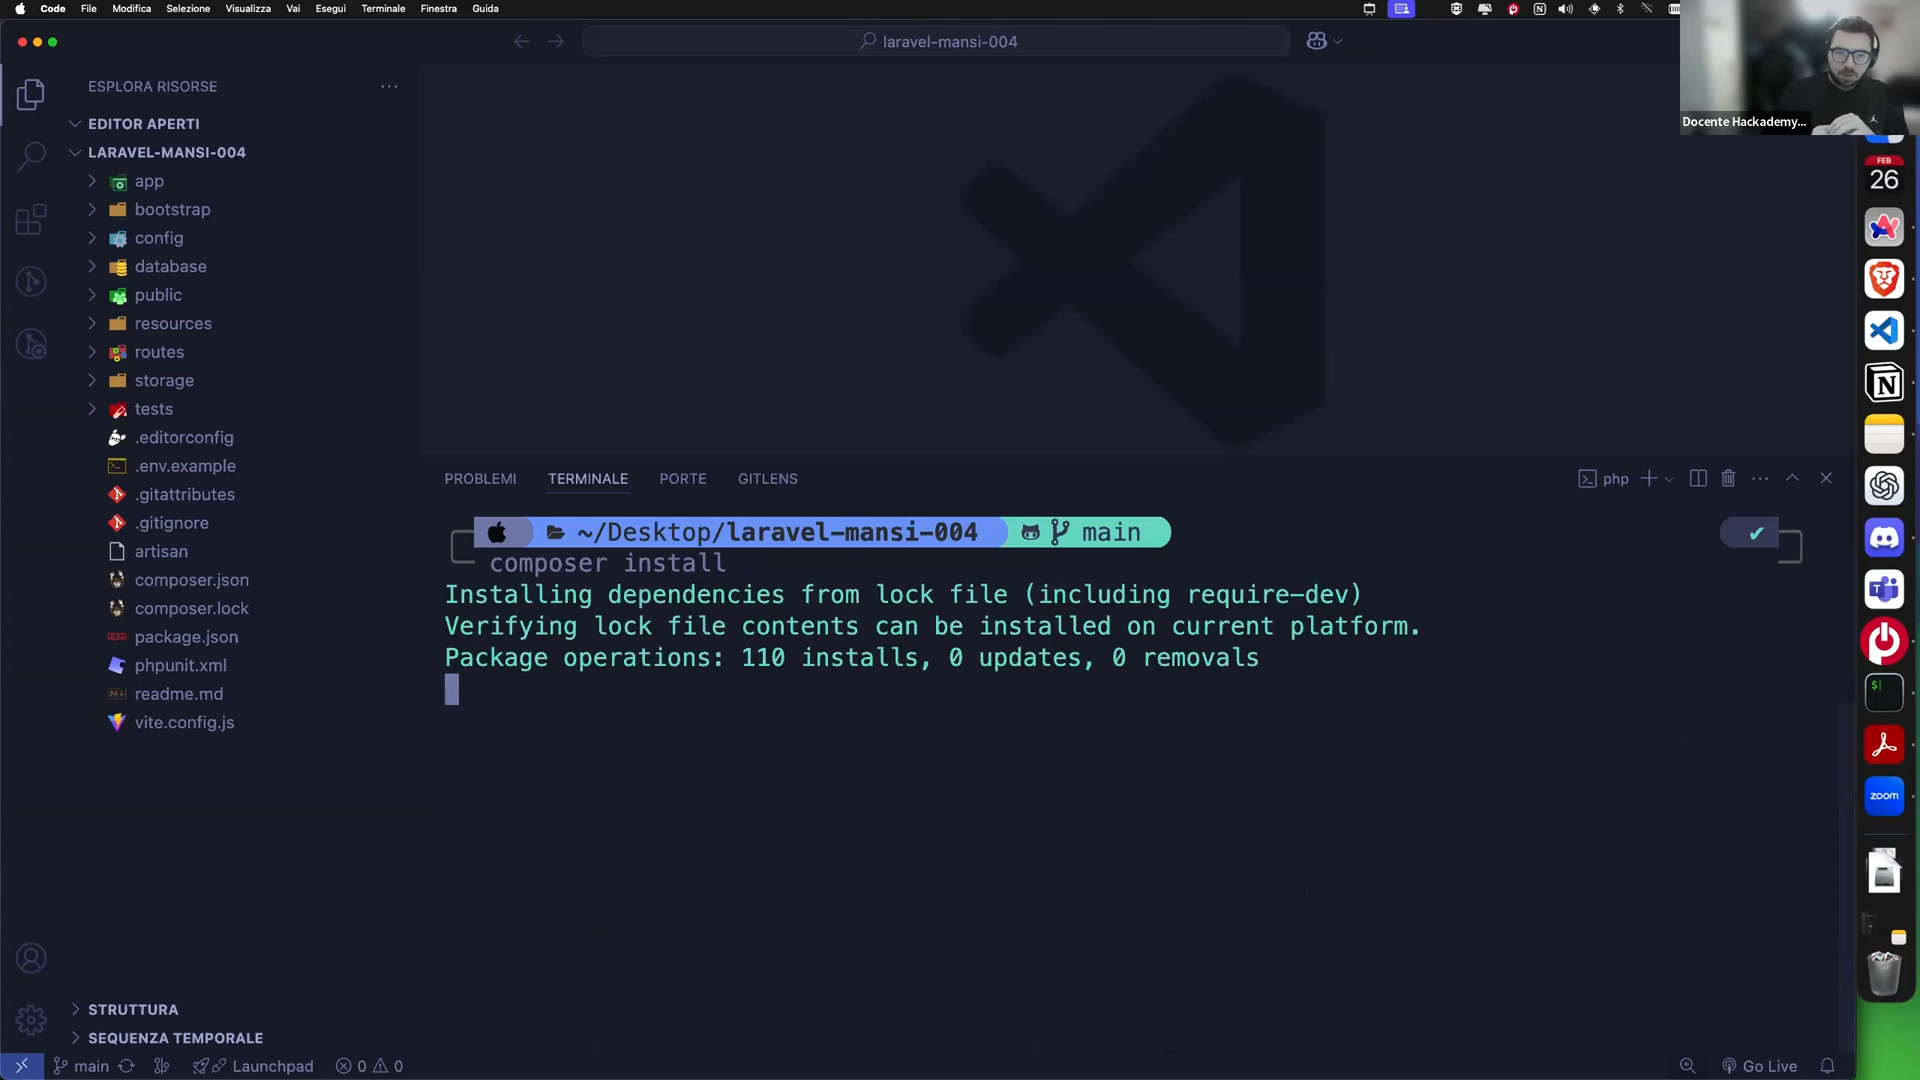 Code File Modifica Selezione Visualizza Vai Esegui Terminale Finestra Guida
laravel-mansi-004
Docente Hackademy...
ESPLORA RISORSE
EDITOR APERTI
LARAVEL-MANSI-004
app
bootstrap
config
database
public
resources
routes
storage
tests
.editorconfig
.env.example
.gitattributes
.gitignore
artisan
composer.json
composer.lock
package.json
phpunit.xml
readme.md
vite.config.js
STRUTTURA
SEQUENZA TEMPORALE
PROBLEMI TERMINALE PORTE GITLENS
php
~/Desktop/laravel-mansi-004 main
composer install
Installing dependencies from lock file (including require-dev)
Verifying lock file contents can be installed on current platform.
Package operations: 110 installs, 0 updates, 0 removals
FEB
26
zoom
main Launchpad 0 0
Go Live